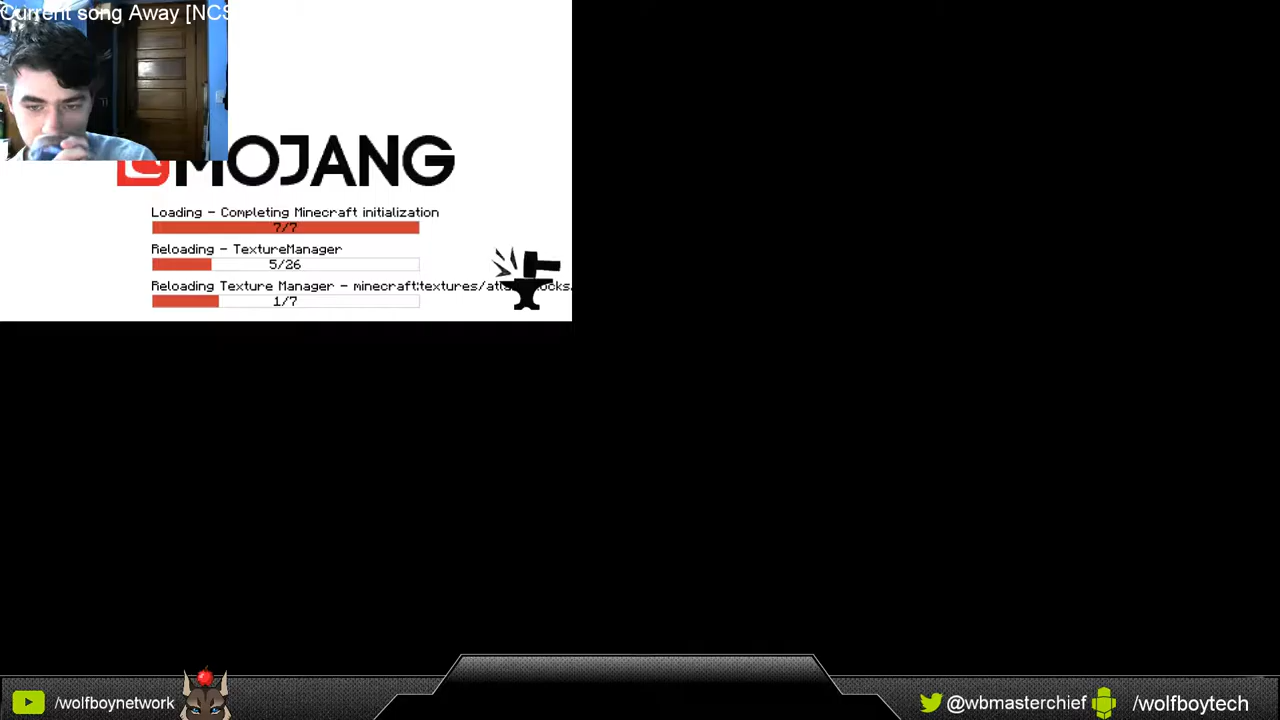 Current song Away [NCS
MOJANG
Loading - Completing Minecraft initialization
7/7
Reloading - TextureManager
5/26
Reloading Texture Manager - minecraft:textures/
1/7
/wolfboynetwork
@wbmasterchief
/wolfboytech